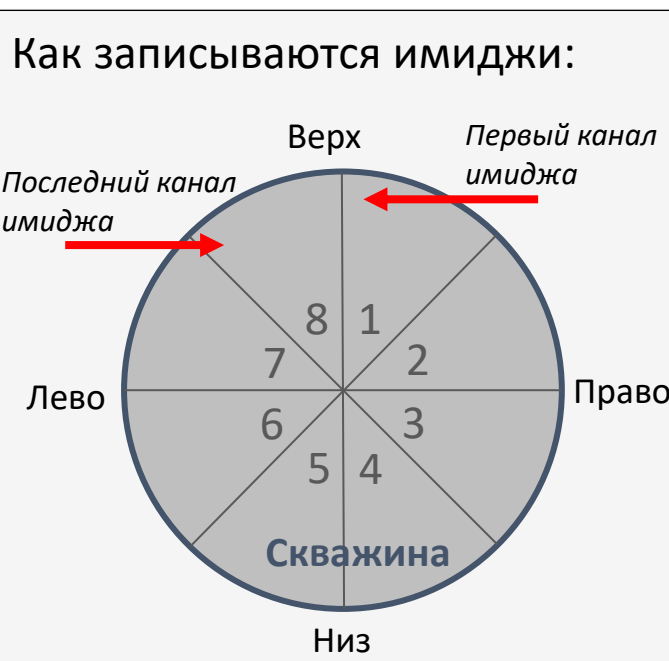 Как записываются имиджи:
Верх
Первый канал
имиджа
Последний канал
имиджа
8 1
7 2
Лево
Право
6 3
5 4
Скважина
Низ